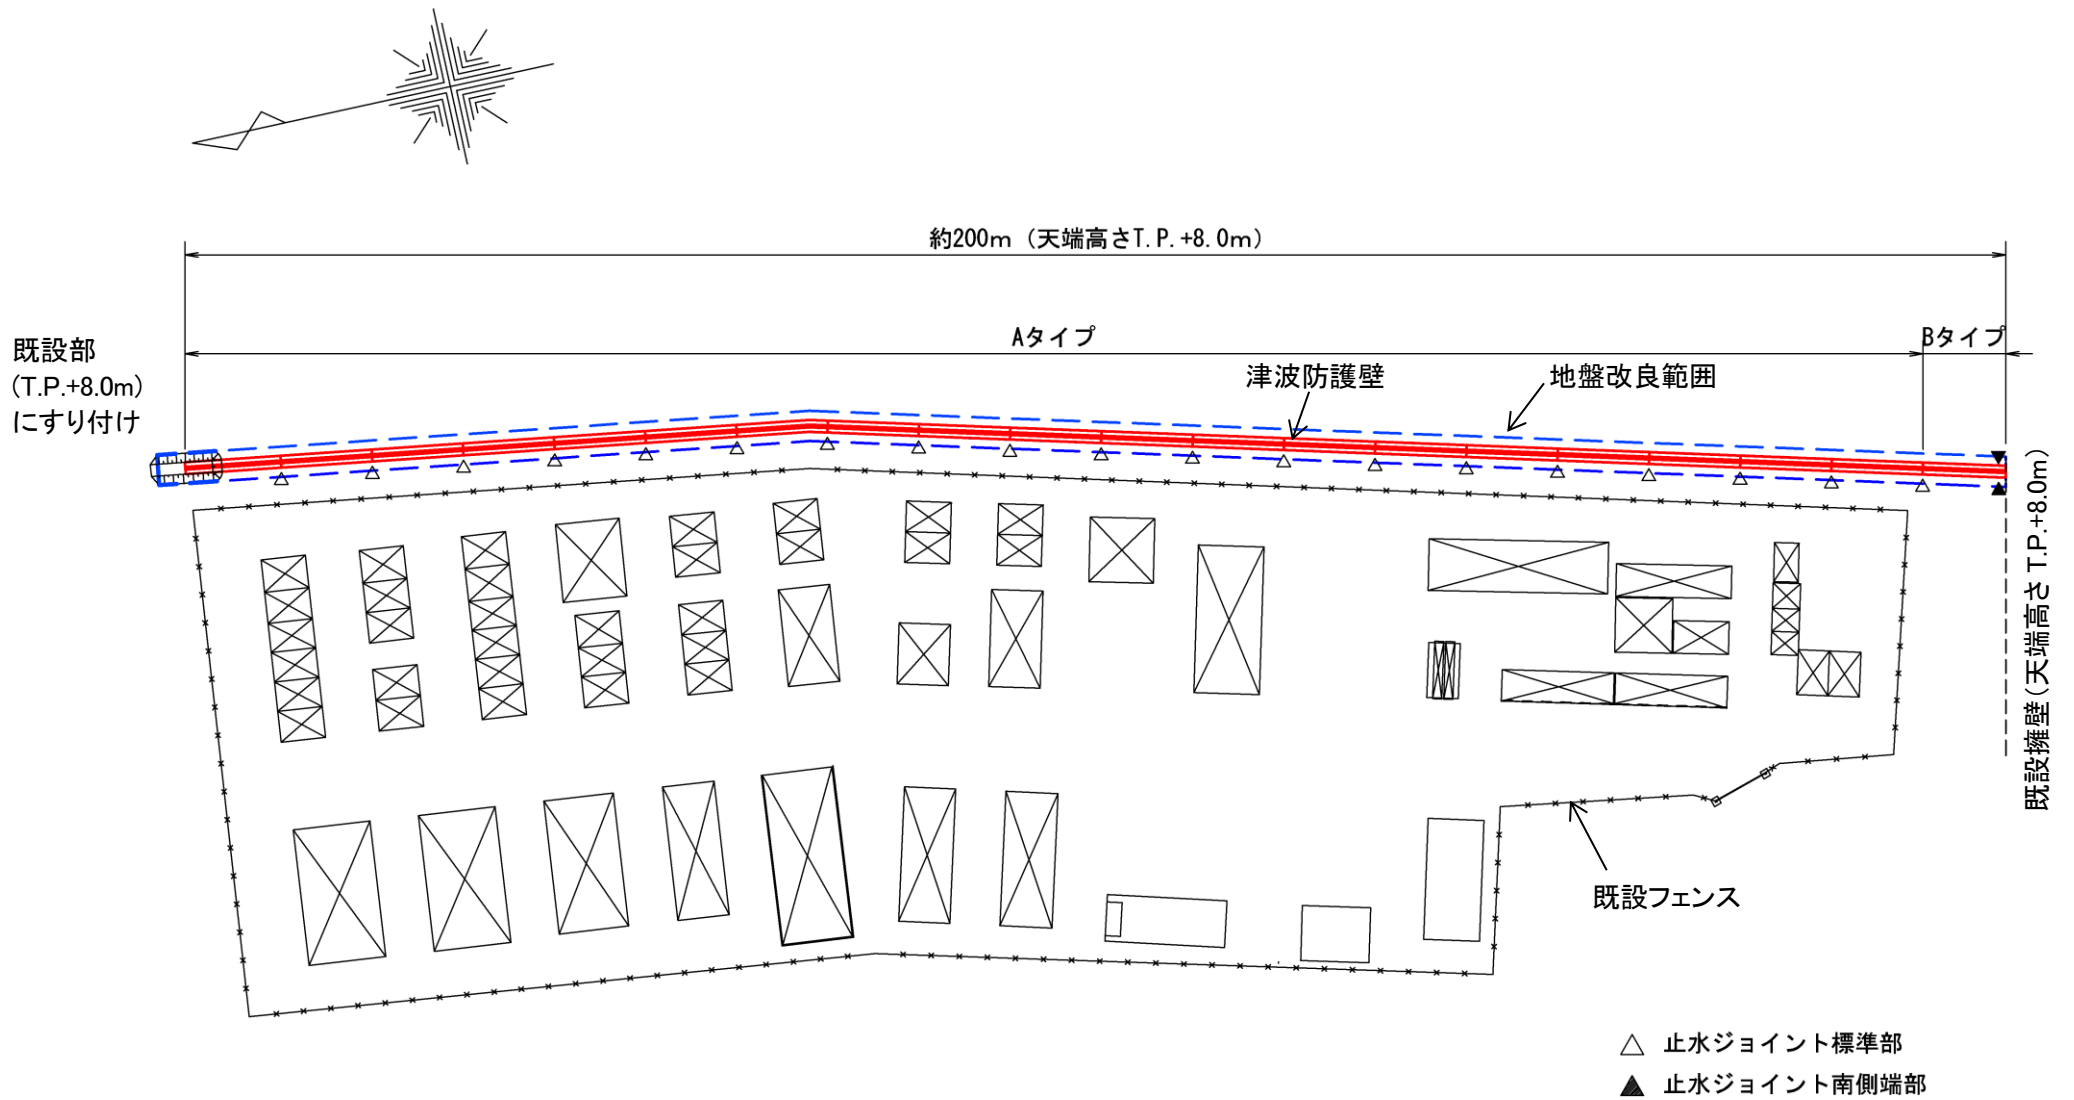 約200m（天端高さT.P.+8.0m）
Aタイプ
Bタイプ
既設部
（T.P.+8.0m）
にすり付け
津波防護壁
地盤改良範囲
既設擁壁（天端高さ T.P.+8.0m）
既設フェンス
△ 止水ジョイント標準部
▲ 止水ジョイント南側端部